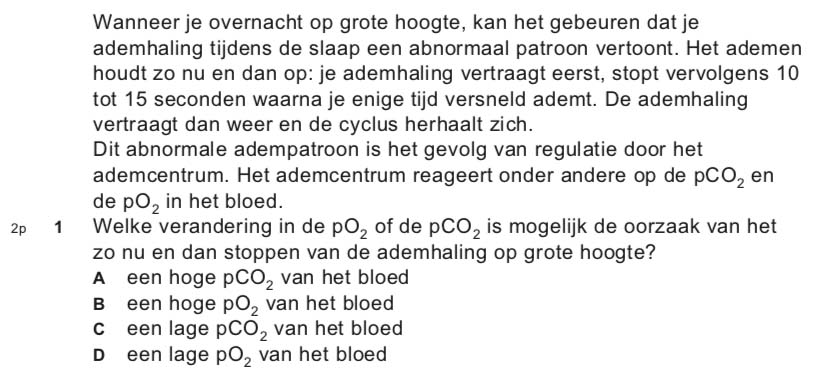 Wanneer je overnacht op grote hoogte, kan het gebeuren dat je
ademhaling tijdens de slaap een abnormaal patroon vertoont. Het ademen
houdt zo nu en dan op: je ademhaling vertraagt eerst, stopt vervolgens 10
tot 15 seconden waarna je enige tijd versneld ademt. De ademhaling
vertraagt dan weer en de cyclus herhaalt zich.
Dit abnormale adempatroon is het gevolg van regulatie door het
ademcentrum. Het ademcentrum reageert onder andere op de pCO₂ en
de pO₂ in het bloed.
2p 1 Welke verandering in de pO₂ of de pCO₂ is mogelijk de oorzaak van het
zo nu en dan stoppen van de ademhaling op grote hoogte?
A een hoge pCO₂ van het bloed
B een hoge pO₂ van het bloed
C een lage pCO₂ van het bloed
D een lage pO₂ van het bloed